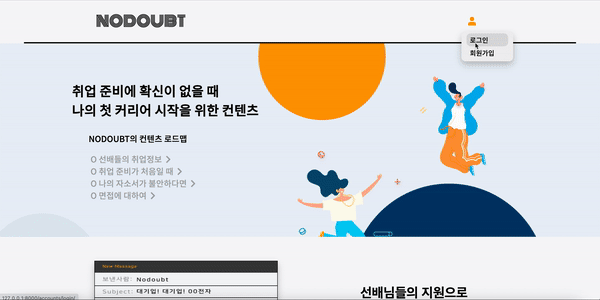 NODOUBT
로그인
회원가입
취업 준비에 확신이 없을 때
나의 첫 커리어 시작을 위한 컨텐츠
NODOUBT의 컨텐츠 로드맵
O 선배들의 취업정보 >
O 취업 준비가 처음일 때 >
O 나의 자소서가 불안하다면 >
O 면접에 대하여 >
New Message
보낸사람: Nodoubt
Subject: 대기업! 대기업! 00전자
선배님들의 지원으로
127.0.0.1:8000/accounts/login/